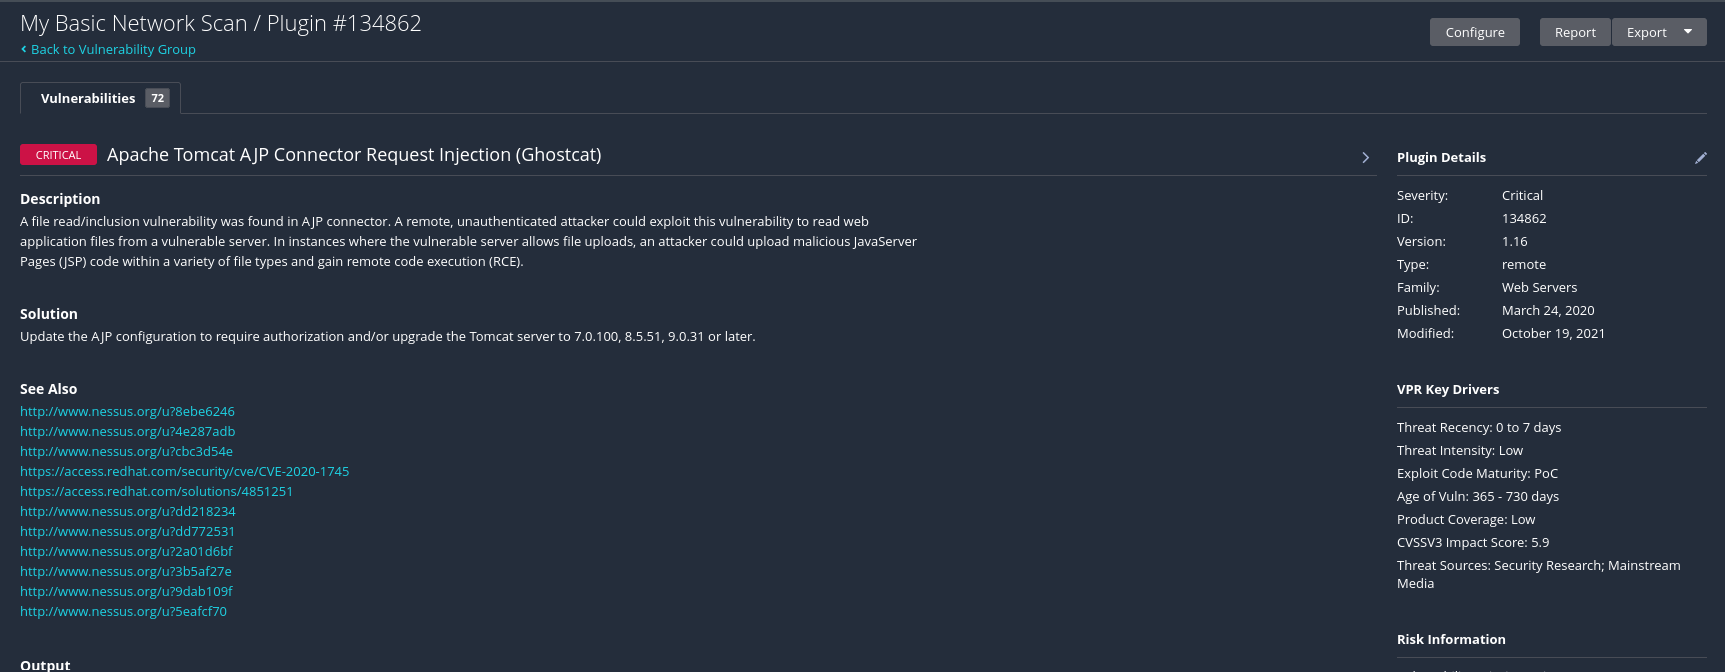 My Basic Network Scan / Plugin #134862
Back to Vulnerability Group
Configure
Report
Export
Vulnerabilities 72
CRITICAL Apache Tomcat AJP Connector Request Injection (Ghostcat)
Description
A file read/inclusion vulnerability was found in AJP connector. A remote, unauthenticated attacker could exploit this vulnerability to read web
application files from a vulnerable server. In instances where the vulnerable server allows file uploads, an attacker could upload malicious JavaServer
Pages (JSP) code within a variety of file types and gain remote code execution (RCE).
Solution
Update the AJP configuration to require authorization and/or upgrade the Tomcat server to 7.0.100, 8.5.51, 9.0.31 or later.
See Also
http://www.nessus.org/u?8ebe6246
http://www.nessus.org/u?4e287adb
http://www.nessus.org/u?cbc3d54e
https://access.redhat.com/security/cve/CVE-2020-1745
https://access.redhat.com/solutions/4851251
http://www.nessus.org/u?dd218234
http://www.nessus.org/u?dd772531
http://www.nessus.org/u?2a01d6bf
http://www.nessus.org/u?3b5af27e
http://www.nessus.org/u?9dab109f
http://www.nessus.org/u?5eafcf70
Output
Plugin Details
Severity: Critical
ID: 134862
Version: 1.16
Type: remote
Family: Web Servers
Published: March 24, 2020
Modified: October 19, 2021
VPR Key Drivers
Threat Recency: 0 to 7 days
Threat Intensity: Low
Exploit Code Maturity: PoC
Age of Vuln: 365 - 730 days
Product Coverage: Low
CVSSV3 Impact Score: 5.9
Threat Sources: Security Research; Mainstream
Media
Risk Information